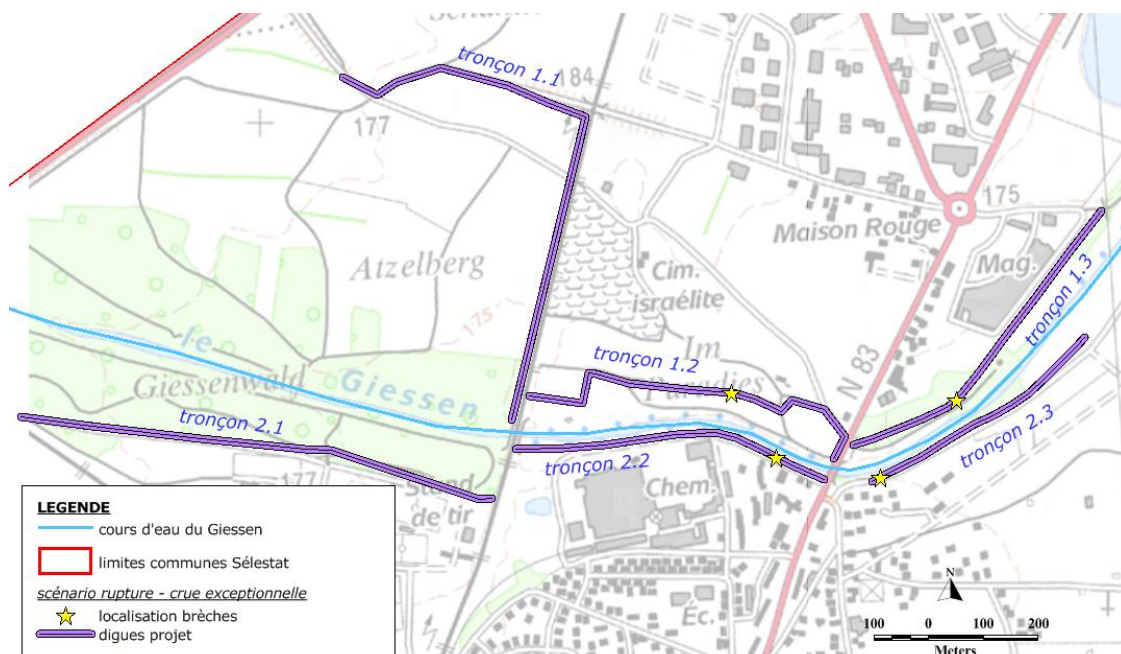 tronçon 1.1
184
177
175
Maison Rouge
Mag.
Atzelberg
Cim.
israélite
175
tronçon 1.3
Im
tronçon 1.2
N 83
le
Giessenwald
Giessen
tronçon 2.1
tronçon 2.2
tronçon 2.3
177
Stand
de tir
Chem.
Éc.
LEGENDE
cours d'eau du Giessen
limites communes Sélestat
scénario rupture - crue exceptionnelle
localisation brèches
digues projet
N
100 0 100 200
Meters